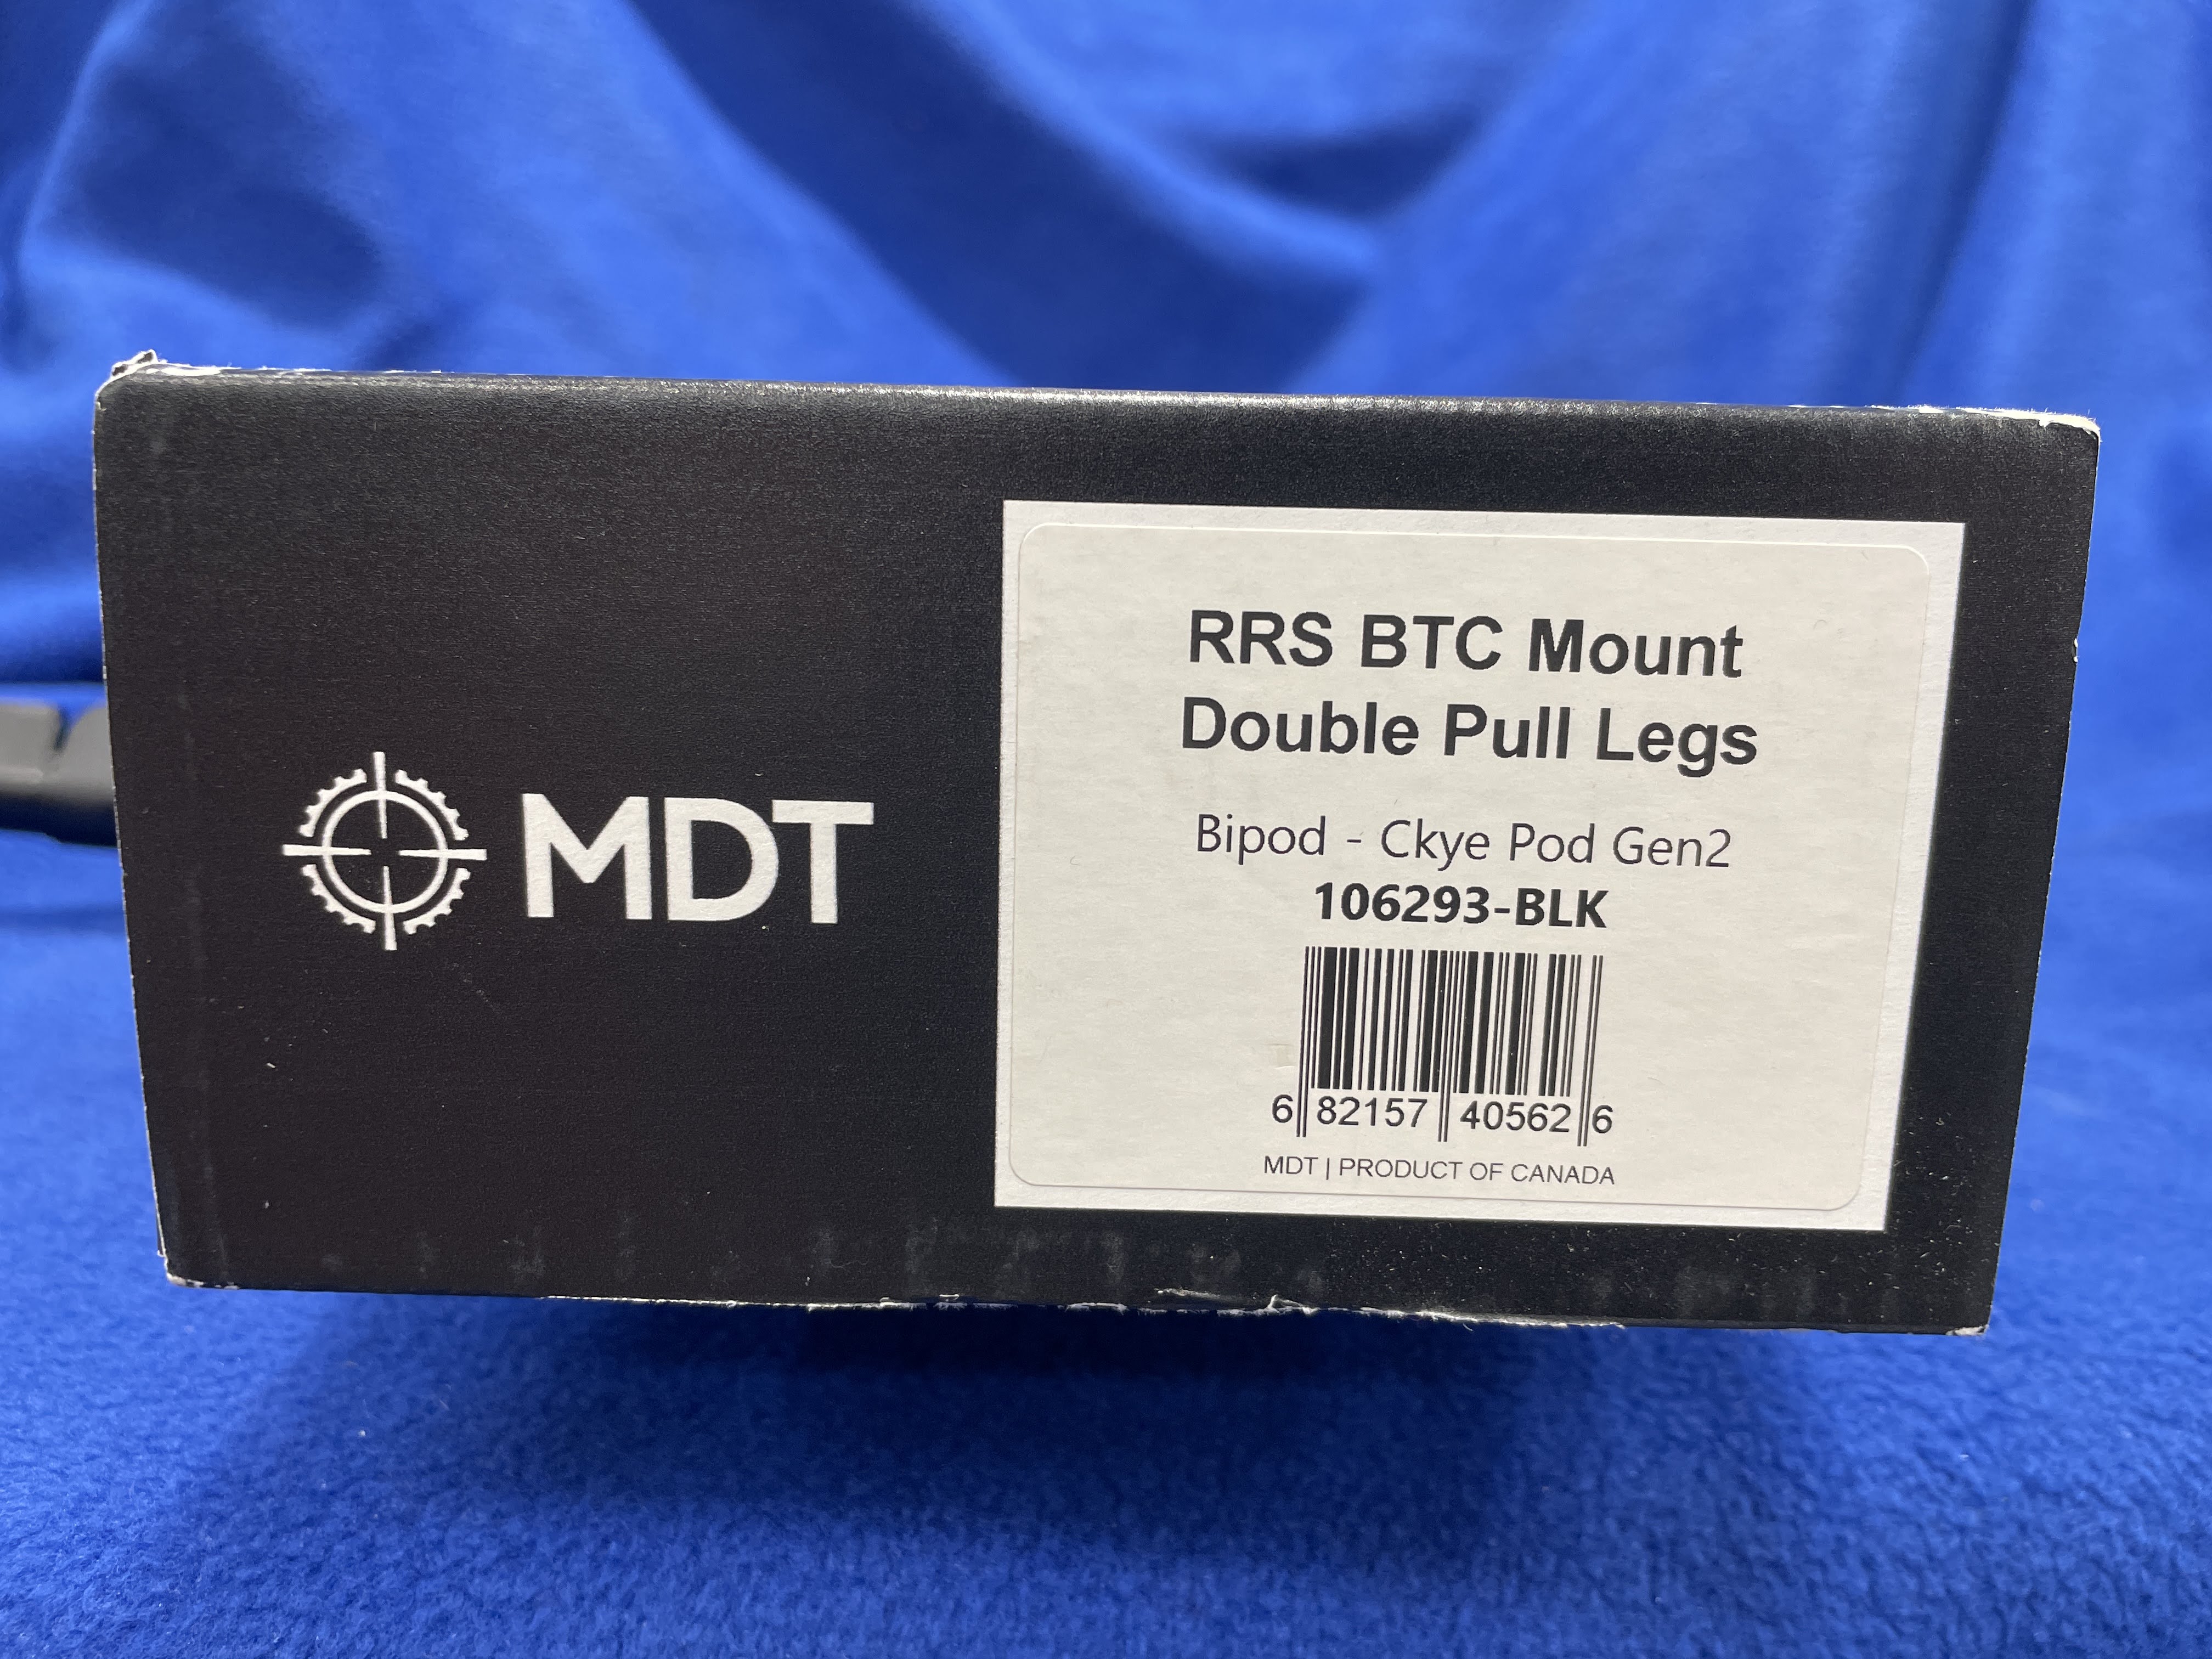 MDT
RRS BTC Mount
Double Pull Legs
Bipod - Ckye Pod Gen2
106293-BLK
6 82157 40562 6
MDT | PRODUCT OF CANADA